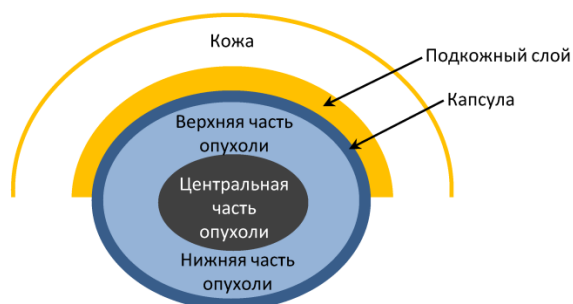 Кожа
Подкожный слой
Капсула
Верхняя часть
опухоли
Центральная
часть
опухоли
Нижняя часть
опухоли